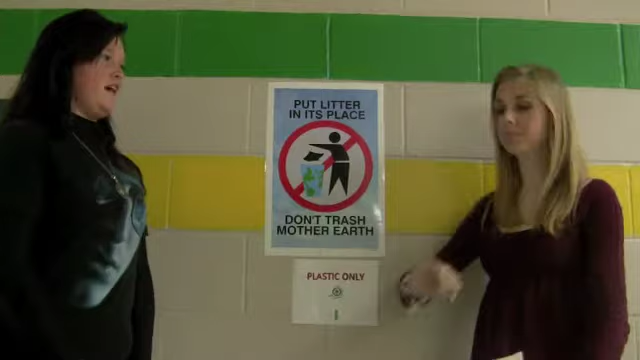 PUT LITTER
IN ITS PLACE
DON'T TRASH
MOTHER EARTH
PLASTIC ONLY